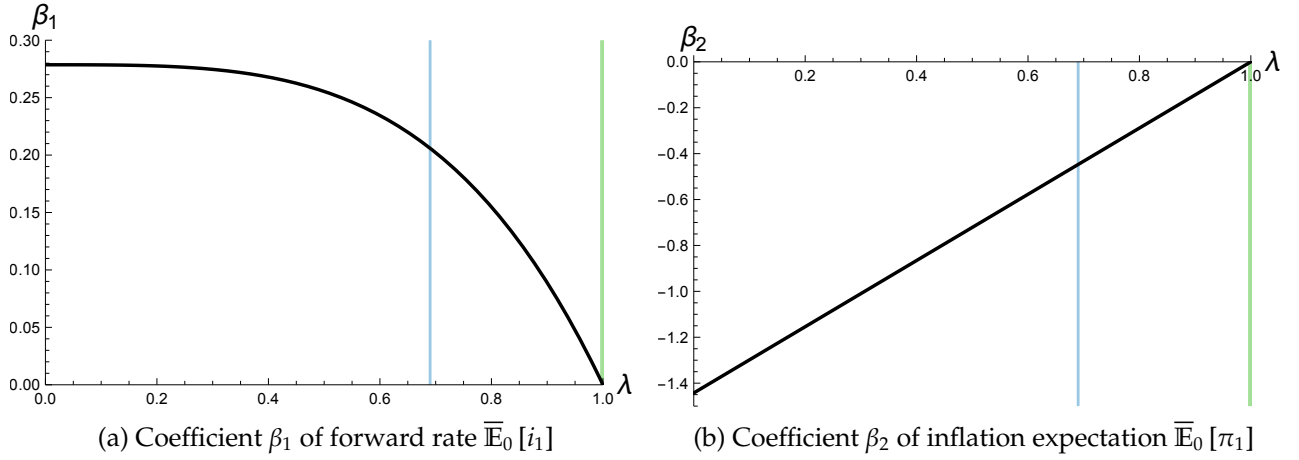 β1
0.30
0.25
0.20
0.15
0.10
0.05
0.00
0.0 0.2 0.4 0.6 0.8 1.0 λ
(a) Coefficient β1 of forward rate 𝔼̅0 [i1]
β2
0.0
0.2 0.4 0.6 0.8 1.0 λ
-0.2
-0.4
-0.6
-0.8
-1.0
-1.2
-1.4
(b) Coefficient β2 of inflation expectation 𝔼̅0 [π1]